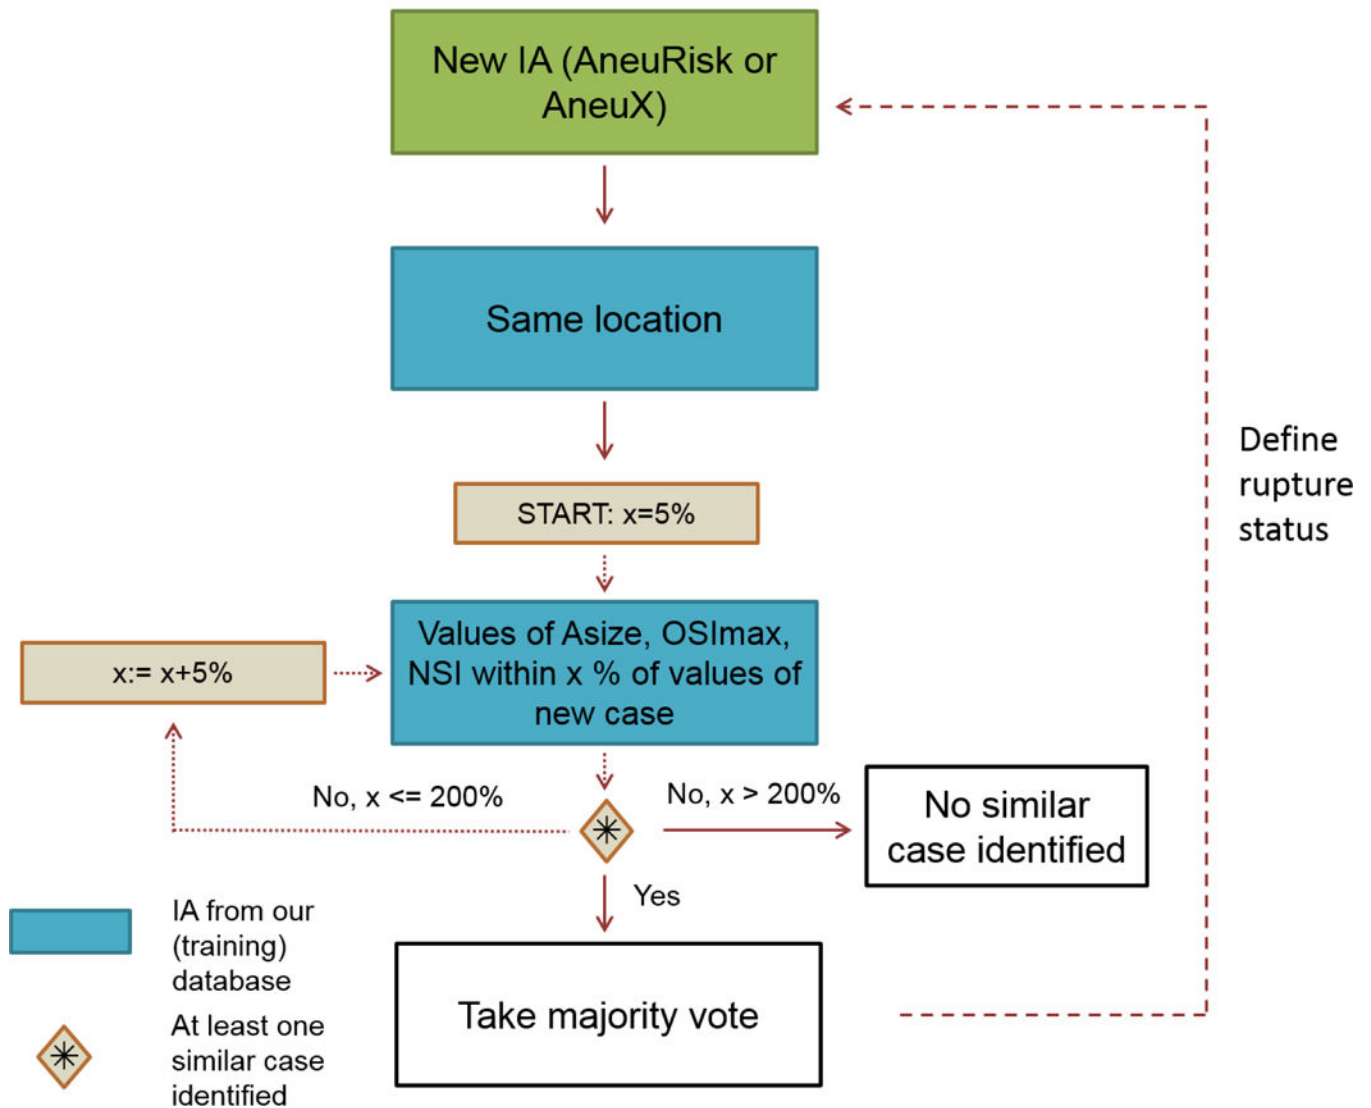 New IA (AneuRisk or
AneuX)
Same location
Define
rupture
status
START: x=5%
Values of Asize, OSImax,
NSI within x % of values of
new case
x:= x+5%
No, x <= 200%
No, x > 200%
No similar
case identified
Yes
Take majority vote
IA from our
(training)
database
At least one
similar case
identified